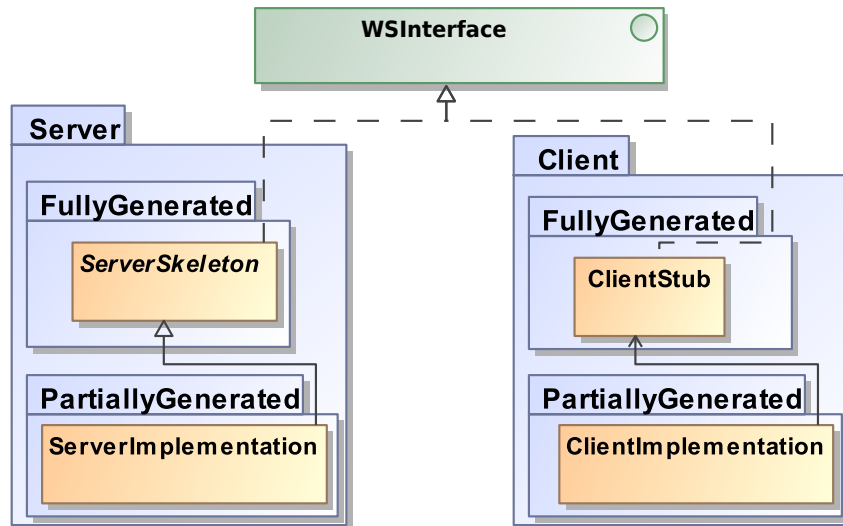 WSInterface
Server
FullyGenerated
ServerSkeleton
PartiallyGenerated
ServerImplementation
Client
FullyGenerated
ClientStub
PartiallyGenerated
ClientImplementation